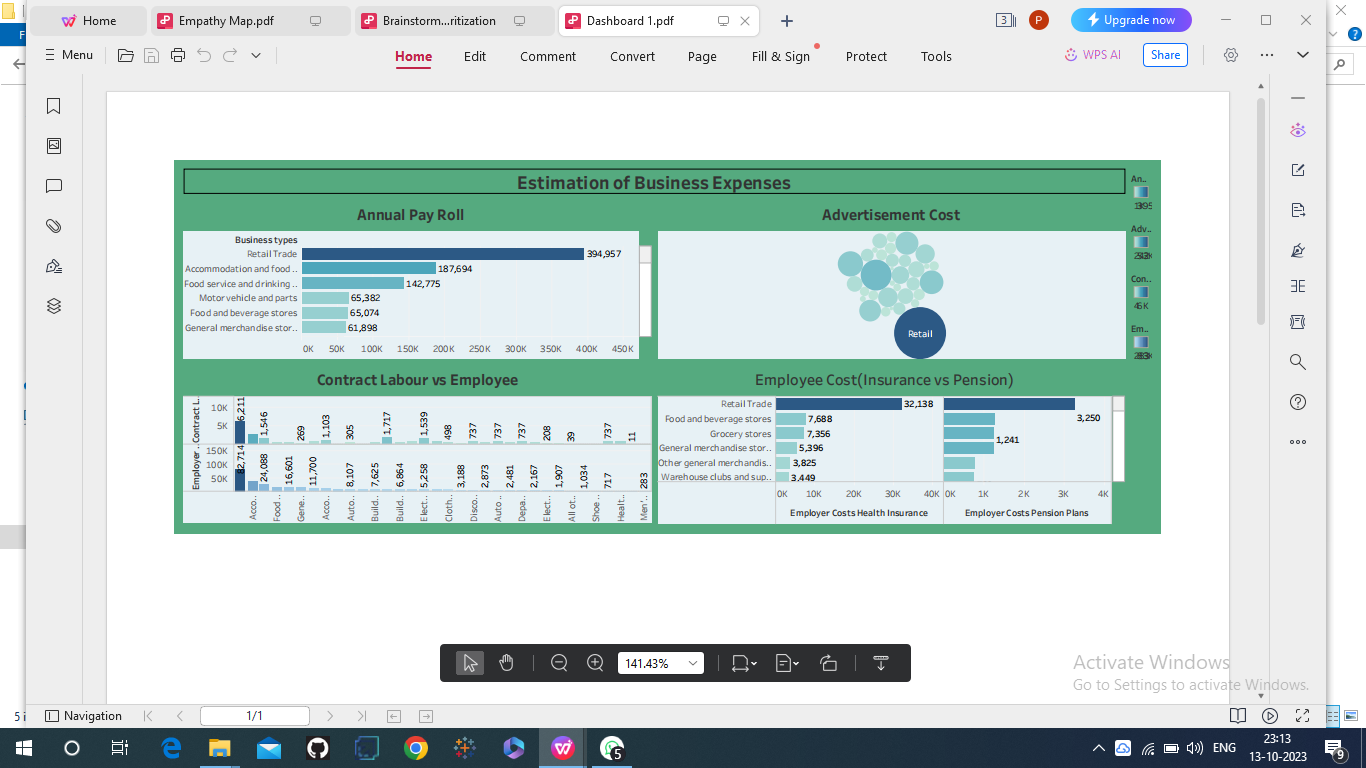 Home
Empathy Map.pdf
Brainstorm...ritization
Dashboard 1.pdf
3
P
Upgrade now
Menu
Home
Edit
Comment
Convert
Page
Fill & Sign
Protect
Tools
WPS AI
Share
Estimation of Business Expenses
Annual Pay Roll
Business types
Retail Trade 394,957
Accommodation and food .. 187,694
Food service and drinking .. 142,775
Motor vehicle and parts 65,382
Food and beverage stores 65,074
General merchandise stor.. 61,898
0K 50K 100K 150K 200K 250K 300K 350K 400K 450K
Advertisement Cost
Retail
An..
Adv..
Con..
Em..
Contract Labour vs Employee
Contract L..
10K
5K
1,546 269 1,103 305 1,717 1,539 498 737 737 737 208 39 737 11
Employer ..
150K
100K
50K
24,088 16,601 11,700 8,107 7,625 6,864 5,258 3,188 2,873 2,481 2,167 1,907 1,034 717 283
Acco.. Food .. Gene.. Acco.. Auto.. Build.. Build.. Elect.. Cloth.. Disco.. Auto .. Depa.. Elect.. All ot.. Shoe .. Healt.. Men'..
Employee Cost(Insurance vs Pension)
Retail Trade 32,138
Food and beverage stores 7,688 3,250
Grocery stores 7,356 1,241
General merchandise stor.. 5,396
Other general merchandis.. 3,825
Warehouse clubs and sup.. 3,449
0K 10K 20K 30K 40K 0K 1K 2K 3K 4K
Employer Costs Health Insurance
Employer Costs Pension Plans
141.43%
Activate Windows
Go to Settings to activate Windows.
Navigation
1/1
5
ENG
23:13
13-10-2023
9